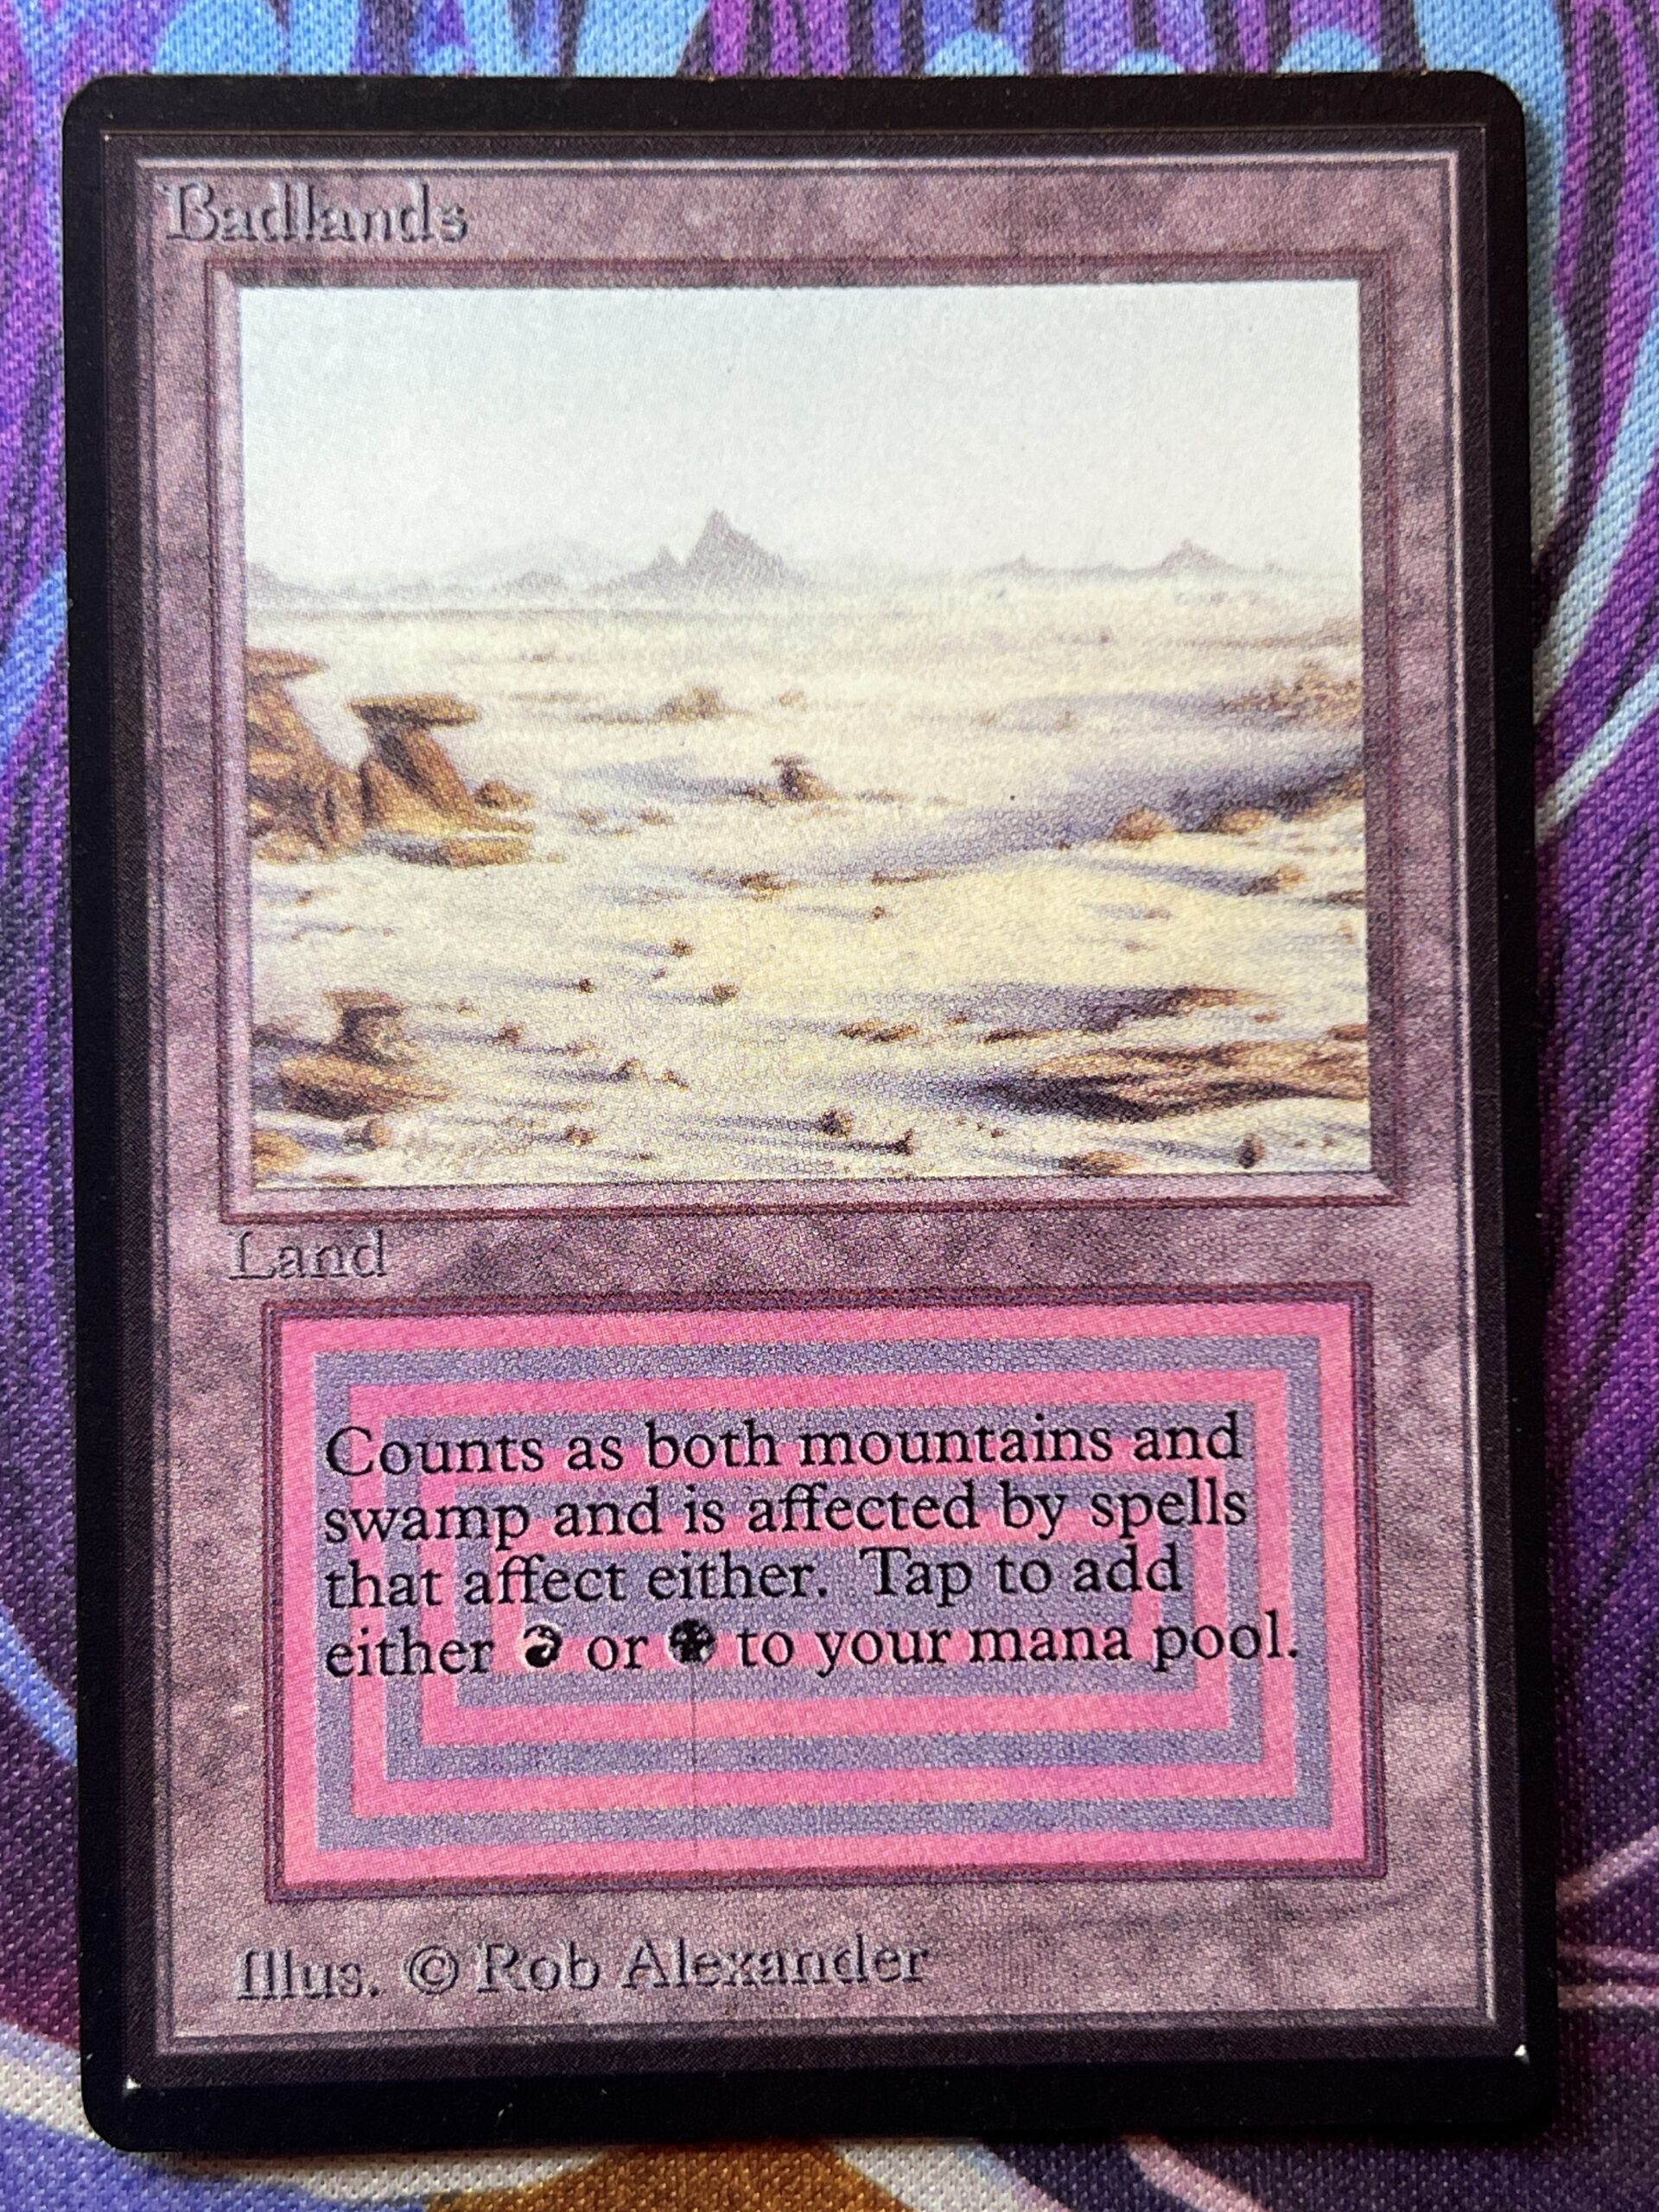 Badlands
Land
Counts as both mountains and
swamp and is affected by spells
that affect either. Tap to add
either or to your mana pool.
Illus. © Rob Alexander